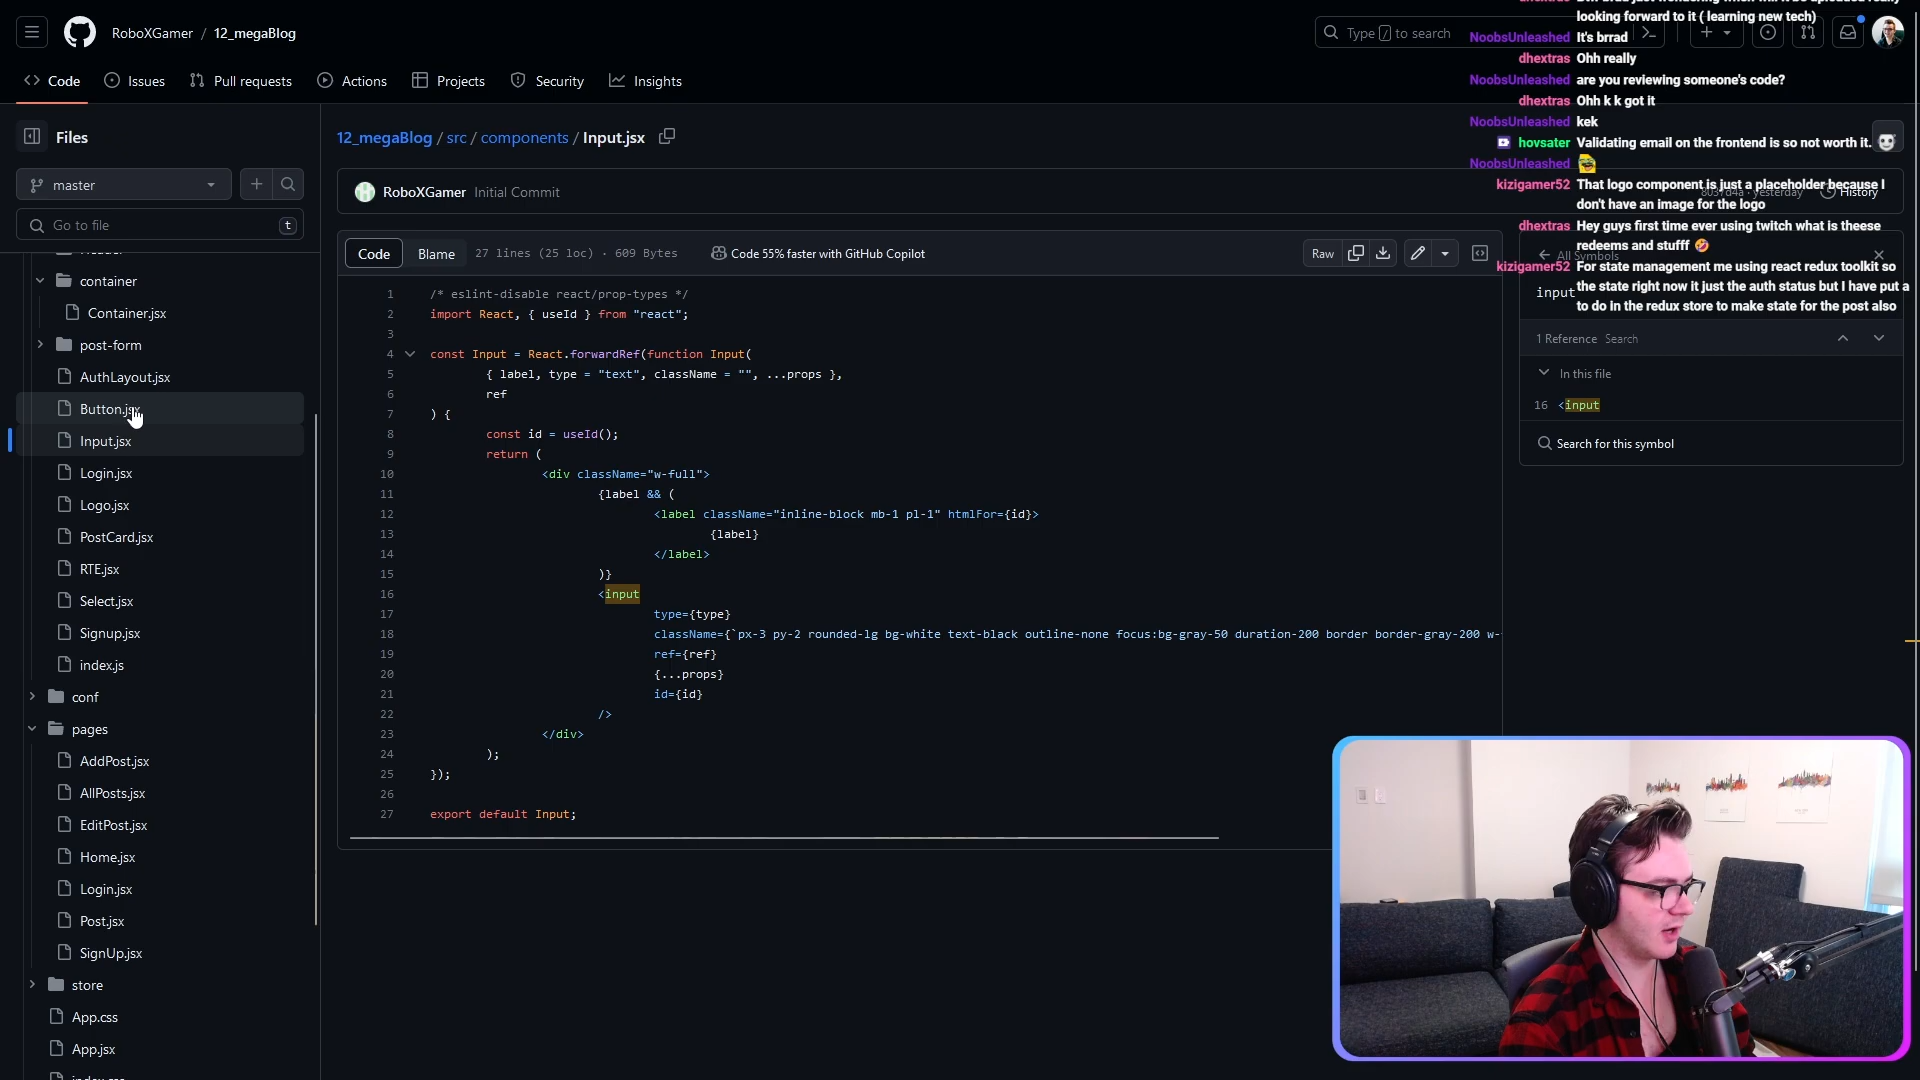 RoboXGamer / 12_megaBlog
Type / to search
Code
Issues
Pull requests
Actions
Projects
Security
Insights
looking forward to it ( learning new tech)
NoobsUnleashed It's brrad
dhextras Ohh really
NoobsUnleashed are you reviewing someone's code?
dhextras Ohh k k got it
NoobsUnleashed kek
hovsater Validating email on the frontend is so not worth it.
NoobsUnleashed
kizigamer52 That logo component is just a placeholder because I
don't have an image for the logo
dhextras Hey guys first time ever using twitch what is theese
redeems and stufff 🤣
kizigamer52 For state management me using react redux toolkit so
the state right now it just the auth status but I have put a
to do in the redux store to make state for the post also
Files
master
Go to file
t
container
Container.jsx
post-form
AuthLayout.jsx
Button.jsx
Input.jsx
Login.jsx
Logo.jsx
PostCard.jsx
RTE.jsx
Select.jsx
Signup.jsx
index.js
conf
pages
AddPost.jsx
AllPosts.jsx
EditPost.jsx
Home.jsx
Login.jsx
Post.jsx
SignUp.jsx
store
App.css
App.jsx
12_megaBlog / src / components / Input.jsx
RoboXGamer Initial Commit
yesterday
History
Code
Blame
27 lines (25 loc) · 609 Bytes
Code 55% faster with GitHub Copilot
Raw
1 /* eslint-disable react/prop-types */
2 import React, { useId } from "react";
3
4 const Input = React.forwardRef(function Input(
5 { label, type = "text", className = "", ...props },
6 ref
7 ) {
8 const id = useId();
9 return (
10 <div className="w-full">
11 {label && (
12 <label className="inline-block mb-1 pl-1" htmlFor={id}>
13 {label}
14 </label>
15 )}
16 <input
17 type={type}
18 className={`px-3 py-2 rounded-lg bg-white text-black outline-none focus:bg-gray-50 duration-200 border border-gray-200 w-
19 ref={ref}
20 {...props}
21 id={id}
22 />
23 </div>
24 );
25 });
26
27 export default Input;
All Symbols
input
1 Reference Search
In this file
16 <input
Search for this symbol